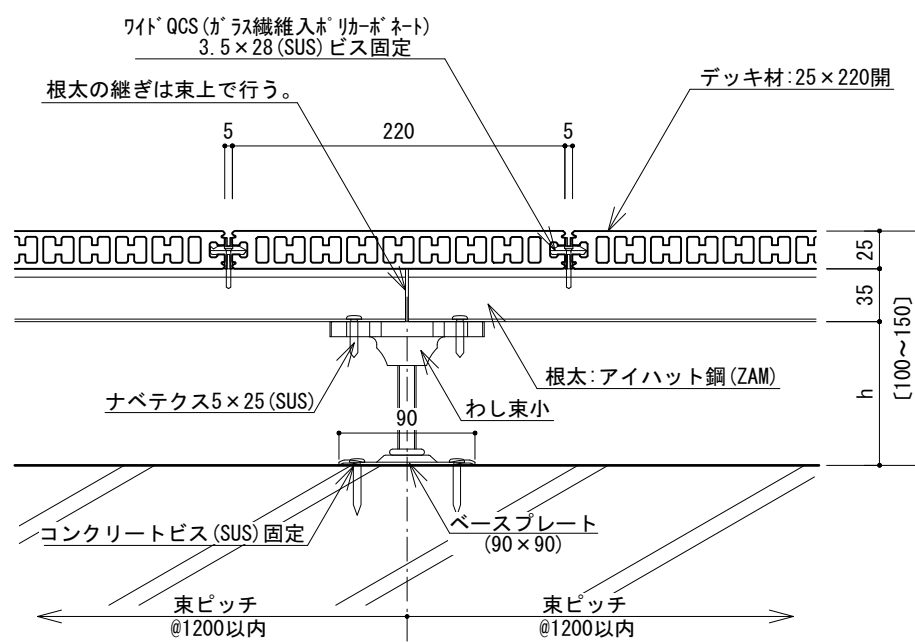 ﾜｲﾄﾞQCS(ｶﾞﾗｽ繊維入ﾎﾟﾘｶｰﾎﾞﾈｰﾄ)
3.5×28(SUS)ビス固定
根太の継ぎは束上で行う。
デッキ材:25×220開
5
220
5
25
35
[100～150]
h
根太:アイハット鋼(ZAM)
ナベテクス5×25(SUS)
90
わし束小
コンクリートビス(SUS)固定
ベースプレート
(90×90)
束ピッチ
@1200以内
束ピッチ
@1200以内